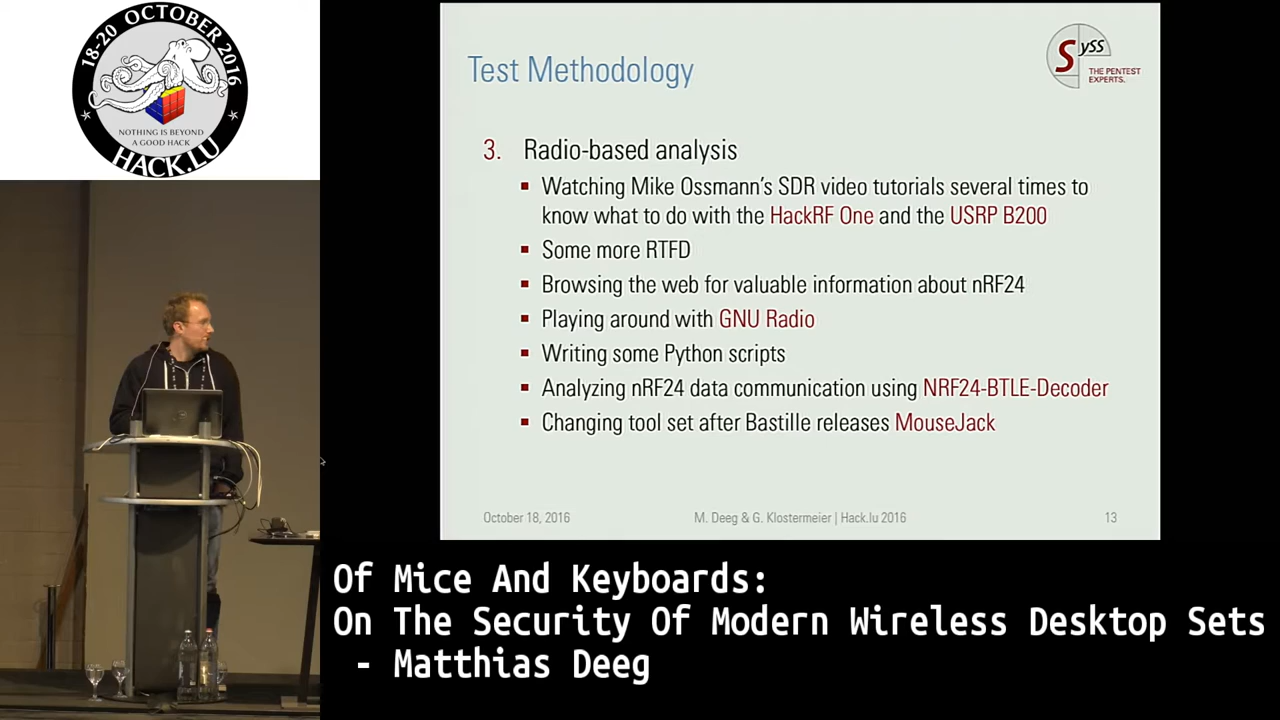 18-20 OCTOBER 2016
NOTHING IS BEYOND
A GOOD HACK
HACK.LU
Test Methodology
SySS
THE PENTEST
EXPERTS.
3. Radio-based analysis
Watching Mike Ossmann's SDR video tutorials several times to
know what to do with the HackRF One and the USRP B200
Some more RTFD
Browsing the web for valuable information about nRF24
Playing around with GNU Radio
Writing some Python scripts
Analyzing nRF24 data communication using NRF24-BTLE-Decoder
Changing tool set after Bastille releases MouseJack
October 18, 2016 M. Deeg & G. Klostermeier | Hack.lu 2016 13
Of Mice And Keyboards:
On The Security Of Modern Wireless Desktop Sets
- Matthias Deeg